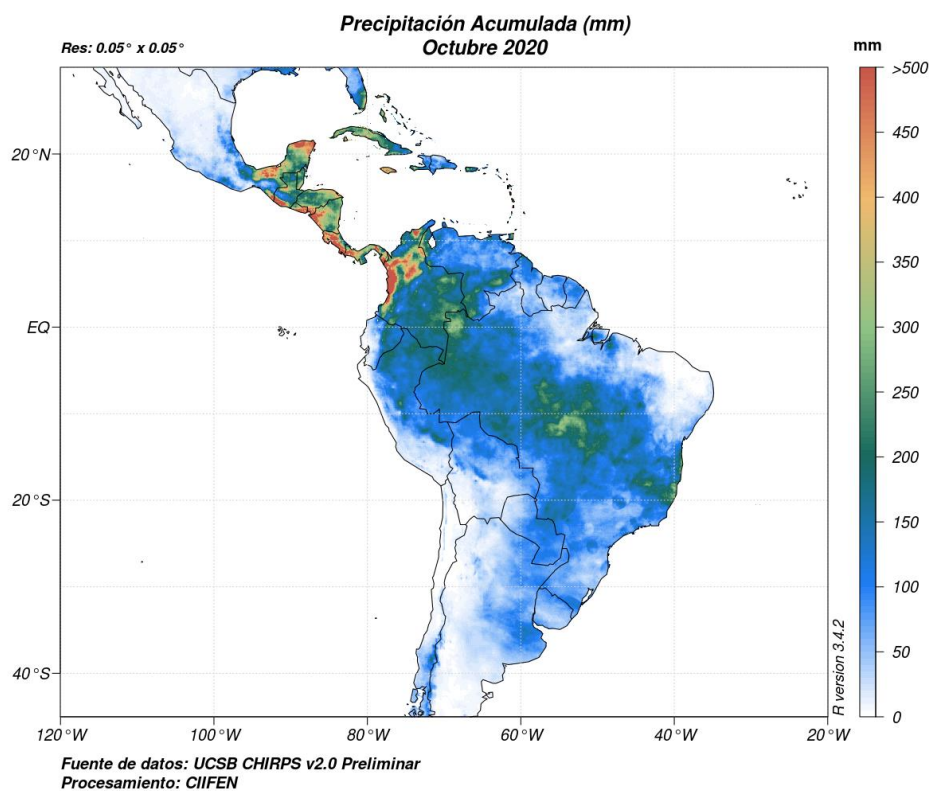 Precipitación Acumulada (mm)
Octubre 2020
Res: 0.05° x 0.05°
mm
>500
450
400
350
300
250
200
150
100
50
0
20°N
EQ
20°S
40°S
120°W
100°W
80°W
60°W
40°W
20°W
R version 3.4.2
Fuente de datos: UCSB CHIRPS v2.0 Preliminar
Procesamiento: CIIFEN